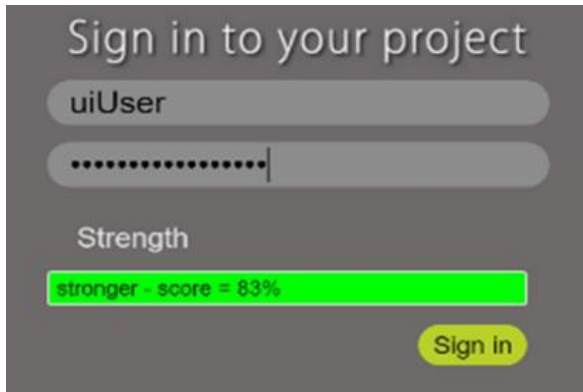 Sign in to your project
uiUser
•••••••••••••••••
Strength
stronger - score = 83%
Sign in